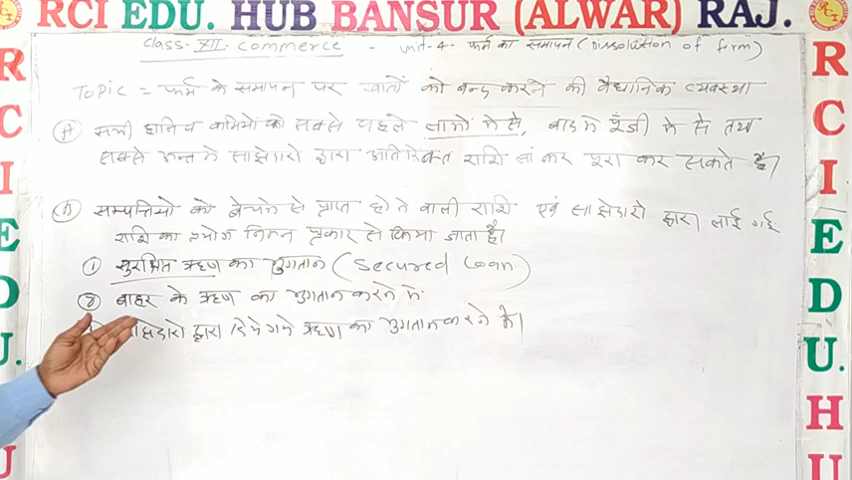 RCI EDU. HUB BANSUR (ALWAR) RAJ.
class-XII- commerce - unit-4- फर्म का समापन (Dissolution of firm)
Topic = फर्म के समापन पर खातों को बन्द करने की वैधानिक व्यवस्था
(A) सभी हानि व कमियों को सबसे पहले लाभों में से, बाद में पूँजी में से तथा
सबसे अन्त में साझेदारों द्वारा अतिरिक्त राशि लाकर पूरा कर सकते है।
(B) सम्पत्तियो को बेचने से प्राप्त होने वाली राशि एवं साझेदारो द्वारा लाई गई
राशि का प्रयोग निम्न प्रकार से किया जाता है।
① सुरक्षित ऋण का भुगतान (Secured Loan)
② बाहर के ऋण का भुगतान करने में
द्वारा दिये गये ऋण का भुगतान करने में।
R
C
I
E
D
U.
H
U
R
C
I
E
D
U.
H
U